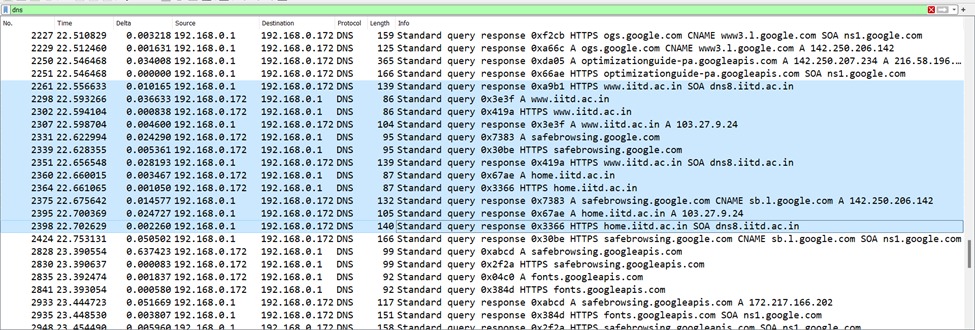 dns
No. Time Delta Source Destination Protocol Length Info
2227 22.510829 0.003218 192.168.0.1 192.168.0.172 DNS 159 Standard query response 0xf2cb HTTPS ogs.google.com CNAME www3.l.google.com SOA ns1.google.com
2229 22.512460 0.001631 192.168.0.1 192.168.0.172 DNS 125 Standard query response 0xa66c A ogs.google.com CNAME www3.l.google.com A 142.250.206.142
2250 22.546468 0.034008 192.168.0.1 192.168.0.172 DNS 365 Standard query response 0xda05 A optimizationguide-pa.googleapis.com A 142.250.207.234 A 216.58.196....
2251 22.546468 0.000000 192.168.0.1 192.168.0.172 DNS 166 Standard query response 0x66ae HTTPS optimizationguide-pa.googleapis.com SOA ns1.google.com
2261 22.556633 0.010165 192.168.0.1 192.168.0.172 DNS 139 Standard query response 0xa9b1 HTTPS www.iitd.ac.in SOA dns8.iitd.ac.in
2298 22.593266 0.036633 192.168.0.172 192.168.0.1 DNS 86 Standard query 0x3e3f A www.iitd.ac.in
2302 22.594104 0.000838 192.168.0.172 192.168.0.1 DNS 86 Standard query 0x419a HTTPS www.iitd.ac.in
2307 22.598704 0.004600 192.168.0.1 192.168.0.172 DNS 104 Standard query response 0x3e3f A www.iitd.ac.in A 103.27.9.24
2331 22.622994 0.024290 192.168.0.172 192.168.0.1 DNS 95 Standard query 0x7383 A safebrowsing.google.com
2339 22.628355 0.005361 192.168.0.172 192.168.0.1 DNS 95 Standard query 0x30be HTTPS safebrowsing.google.com
2351 22.656548 0.028193 192.168.0.1 192.168.0.172 DNS 139 Standard query response 0x419a HTTPS www.iitd.ac.in SOA dns8.iitd.ac.in
2360 22.660015 0.003467 192.168.0.172 192.168.0.1 DNS 87 Standard query 0x67ae A home.iitd.ac.in
2364 22.661065 0.001050 192.168.0.172 192.168.0.1 DNS 87 Standard query 0x3366 HTTPS home.iitd.ac.in
2375 22.675642 0.014577 192.168.0.1 192.168.0.172 DNS 132 Standard query response 0x7383 A safebrowsing.google.com CNAME sb.l.google.com A 142.250.206.142
2395 22.700369 0.024727 192.168.0.1 192.168.0.172 DNS 105 Standard query response 0x67ae A home.iitd.ac.in A 103.27.9.24
2398 22.702629 0.002260 192.168.0.1 192.168.0.172 DNS 140 Standard query response 0x3366 HTTPS home.iitd.ac.in SOA dns8.iitd.ac.in
2424 22.753131 0.050502 192.168.0.1 192.168.0.172 DNS 166 Standard query response 0x30be HTTPS safebrowsing.google.com CNAME sb.l.google.com SOA ns1.google.com
2828 23.390554 0.637423 192.168.0.172 192.168.0.1 DNS 99 Standard query 0xabcd A safebrowsing.googleapis.com
2830 23.390637 0.000083 192.168.0.172 192.168.0.1 DNS 99 Standard query 0x2f2a HTTPS safebrowsing.googleapis.com
2835 23.392474 0.001837 192.168.0.172 192.168.0.1 DNS 92 Standard query 0x04c0 A fonts.googleapis.com
2841 23.393054 0.000580 192.168.0.172 192.168.0.1 DNS 92 Standard query 0x384d HTTPS fonts.googleapis.com
2933 23.444723 0.051669 192.168.0.1 192.168.0.172 DNS 117 Standard query response 0xabcd A safebrowsing.googleapis.com A 172.217.166.202
2935 23.448530 0.003807 192.168.0.1 192.168.0.172 DNS 151 Standard query response 0x384d HTTPS fonts.googleapis.com SOA ns1.google.com
2948 23.454490 0.005960 192.168.0.1 192.168.0.172 DNS 158 Standard query response 0x2f2a HTTPS safebrowsing.googleapis.com SOA ns1.google.com